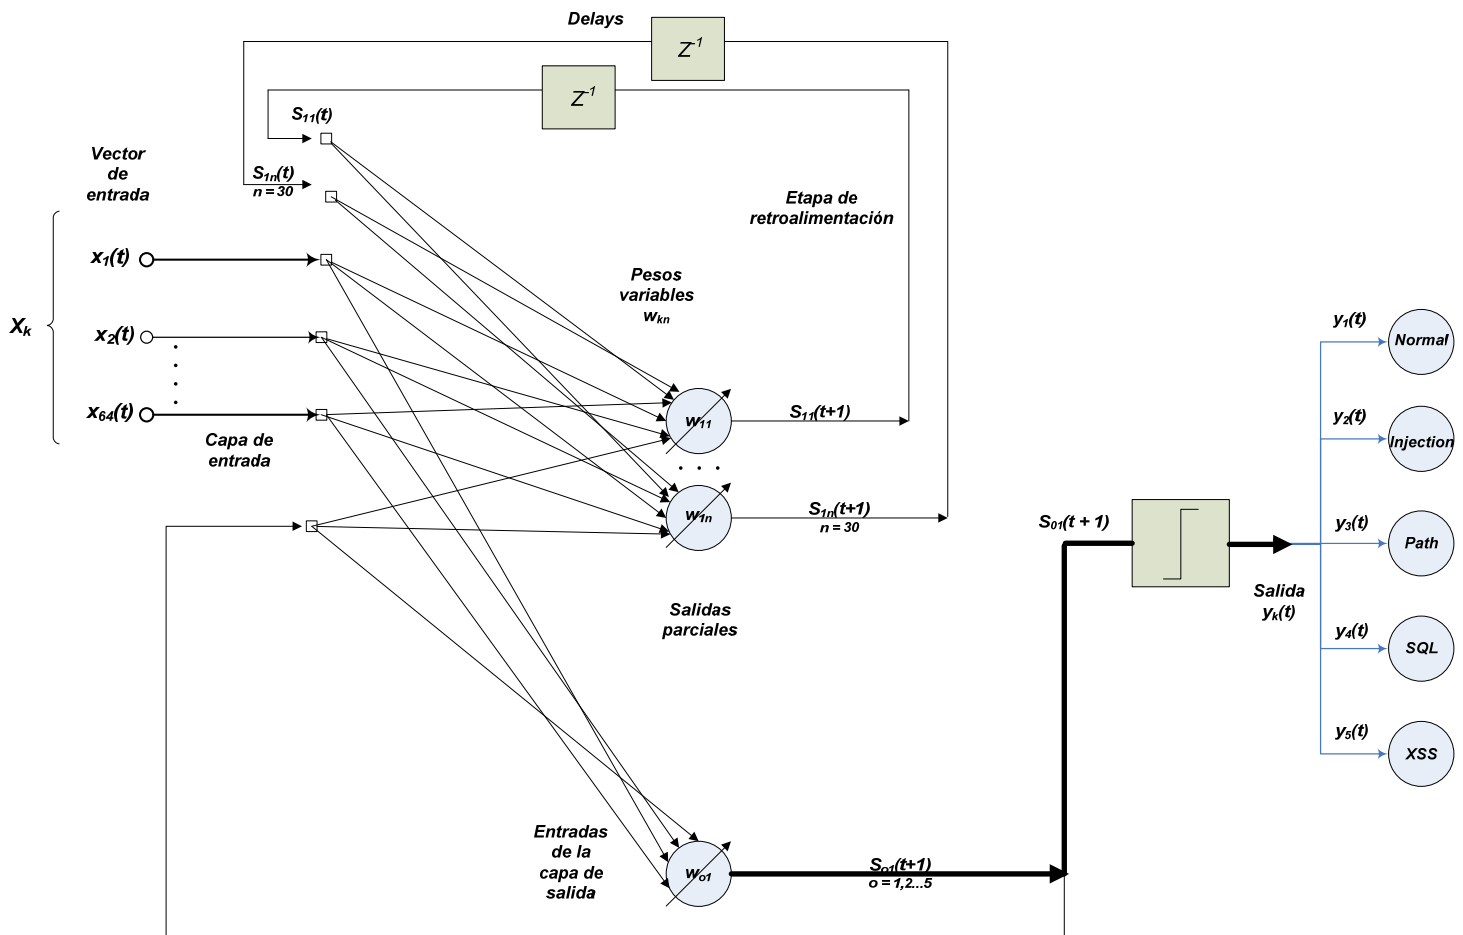 Delays
Z-1
Z-1
S11(t)
S1n(t)
n = 30
Vector
de
entrada
Etapa de
retroalimentación
x1(t)
Xk
x2(t)
x64(t)
Pesos
variables
wkn
Capa de
entrada
w11
S11(t+1)
. . .
w1n
S1n(t+1)
n = 30
Salidas
parciales
Entradas
de la
capa de
salida
wo1
So1(t+1)
o = 1,2...5
S01(t + 1)
Salida
yk(t)
y1(t)
Normal
y2(t)
Injection
y3(t)
Path
y4(t)
SQL
y5(t)
XSS